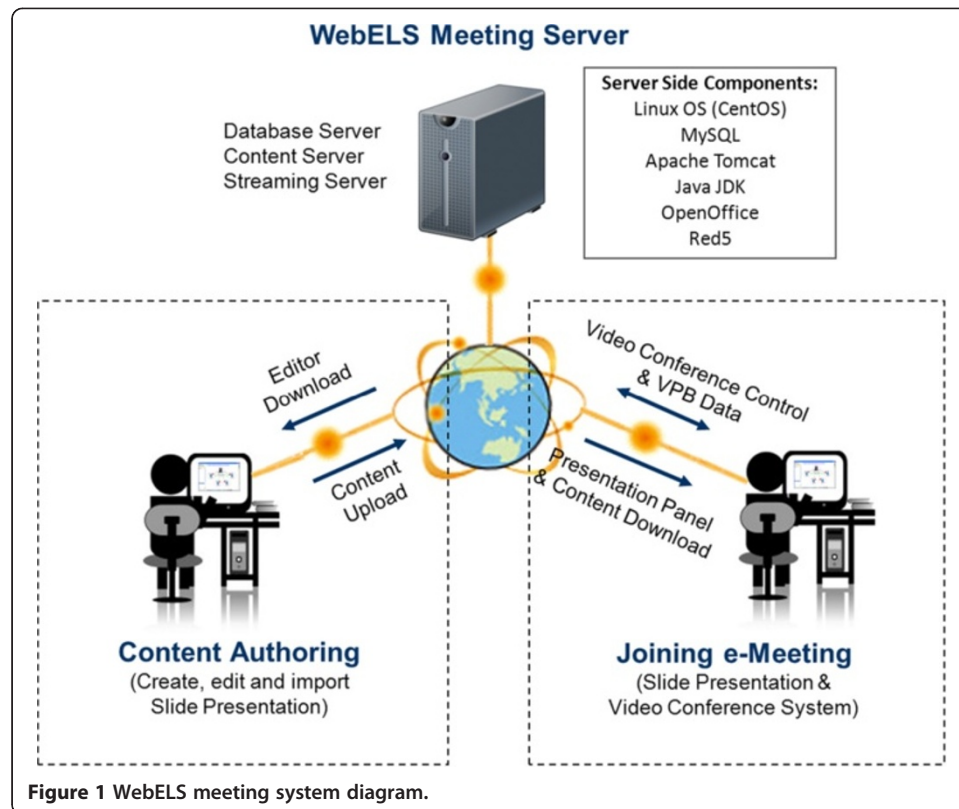 WebELS Meeting Server
Database Server
Content Server
Streaming Server
Server Side Components:
Linux OS (CentOS)
MySQL
Apache Tomcat
Java JDK
OpenOffice
Red5
Editor
Download
Content
Upload
Video Conference Control
& VPB Data
Presentation Panel
& Content Download
Content Authoring
(Create, edit and import
Slide Presentation)
Joining e-Meeting
(Slide Presentation &
Video Conference System)
Figure 1 WebELS meeting system diagram.